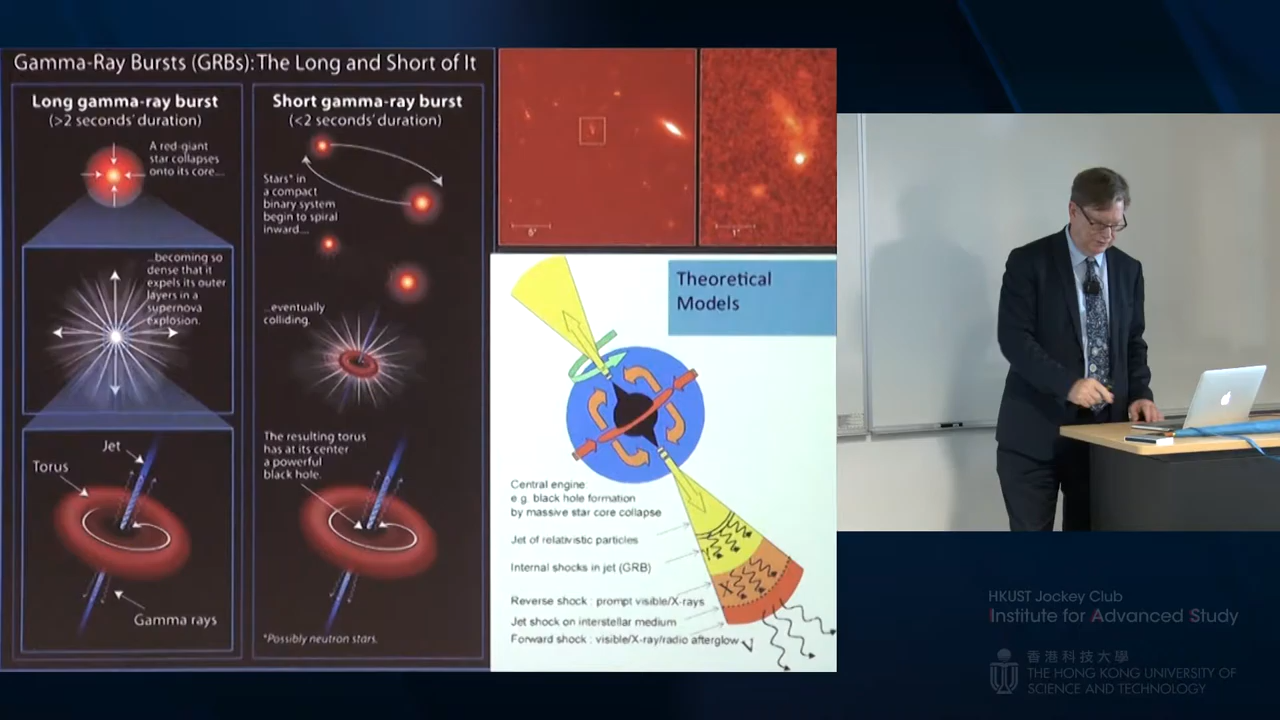 Gamma-Ray Bursts (GRBs): The Long and Short of It
Long gamma-ray burst
(>2 seconds' duration)
A red-giant
star collapses
onto its core...
...becoming so
dense that it
expels its outer
layers in a
supernova
explosion.
Jet
Torus
Gamma rays
Short gamma-ray burst
(<2 seconds' duration)
Stars* in
a compact
binary system
begin to spiral
inward...
...eventually
colliding.
The resulting torus
has at its center
a powerful
black hole.
*Possibly neutron stars.
5"
1"
Theoretical
Models
Central engine
e.g. black hole formation
by massive star core collapse
Jet of relativistic particles
Internal shocks in jet (GRB)
Reverse shock : prompt visible/X-rays
Jet shock on interstellar medium
Forward shock : visible/X-ray/radio afterglow
γ
X
V
HKUST Jockey Club
Institute for Advanced Study
香港科技大學
THE HONG KONG UNIVERSITY OF
SCIENCE AND TECHNOLOGY